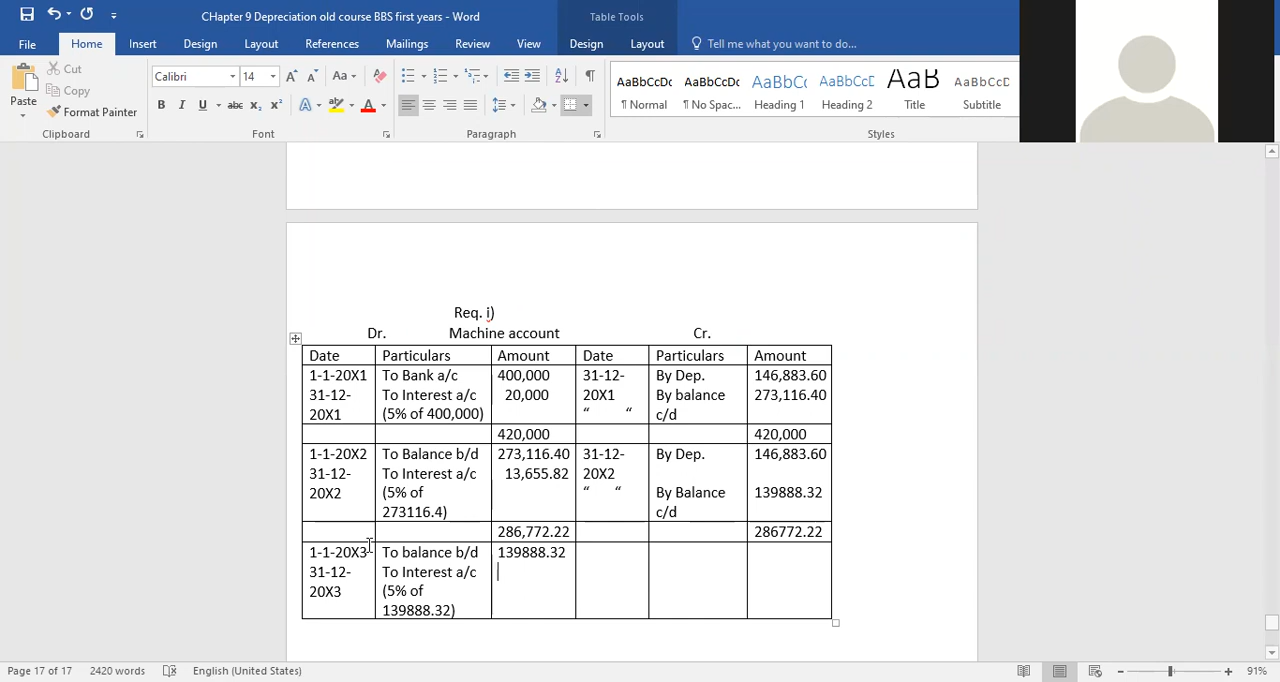 CHapter 9 Depreciation old course BBS first years - Word
Table Tools
File Home Insert Design Layout References Mailings Review View Design Layout Tell me what you want to do...
Paste
Cut
Copy
Format Painter
Calibri 14
AaBbCcDc AaBbCcDc AaBbCc AaBbCcD AaB AaBbCcD
¶ Normal ¶ No Spac... Heading 1 Heading 2 Title Subtitle
Clipboard Font Paragraph Styles
Req. i)
Dr. Machine account Cr.
Date Particulars Amount Date Particulars Amount
1-1-20X1 To Bank a/c 400,000 31-12- By Dep. 146,883.60
31-12- To Interest a/c 20,000 20X1 By balance 273,116.40
20X1 (5% of 400,000) “ “ c/d
420,000 420,000
1-1-20X2 To Balance b/d 273,116.40 31-12- By Dep. 146,883.60
31-12- To Interest a/c 13,655.82 20X2
20X2 (5% of “ “ By Balance 139888.32
273116.4) c/d
286,772.22 286772.22
1-1-20X3 To balance b/d 139888.32
31-12- To Interest a/c
20X3 (5% of
139888.32)
Page 17 of 17 2420 words English (United States) 91%